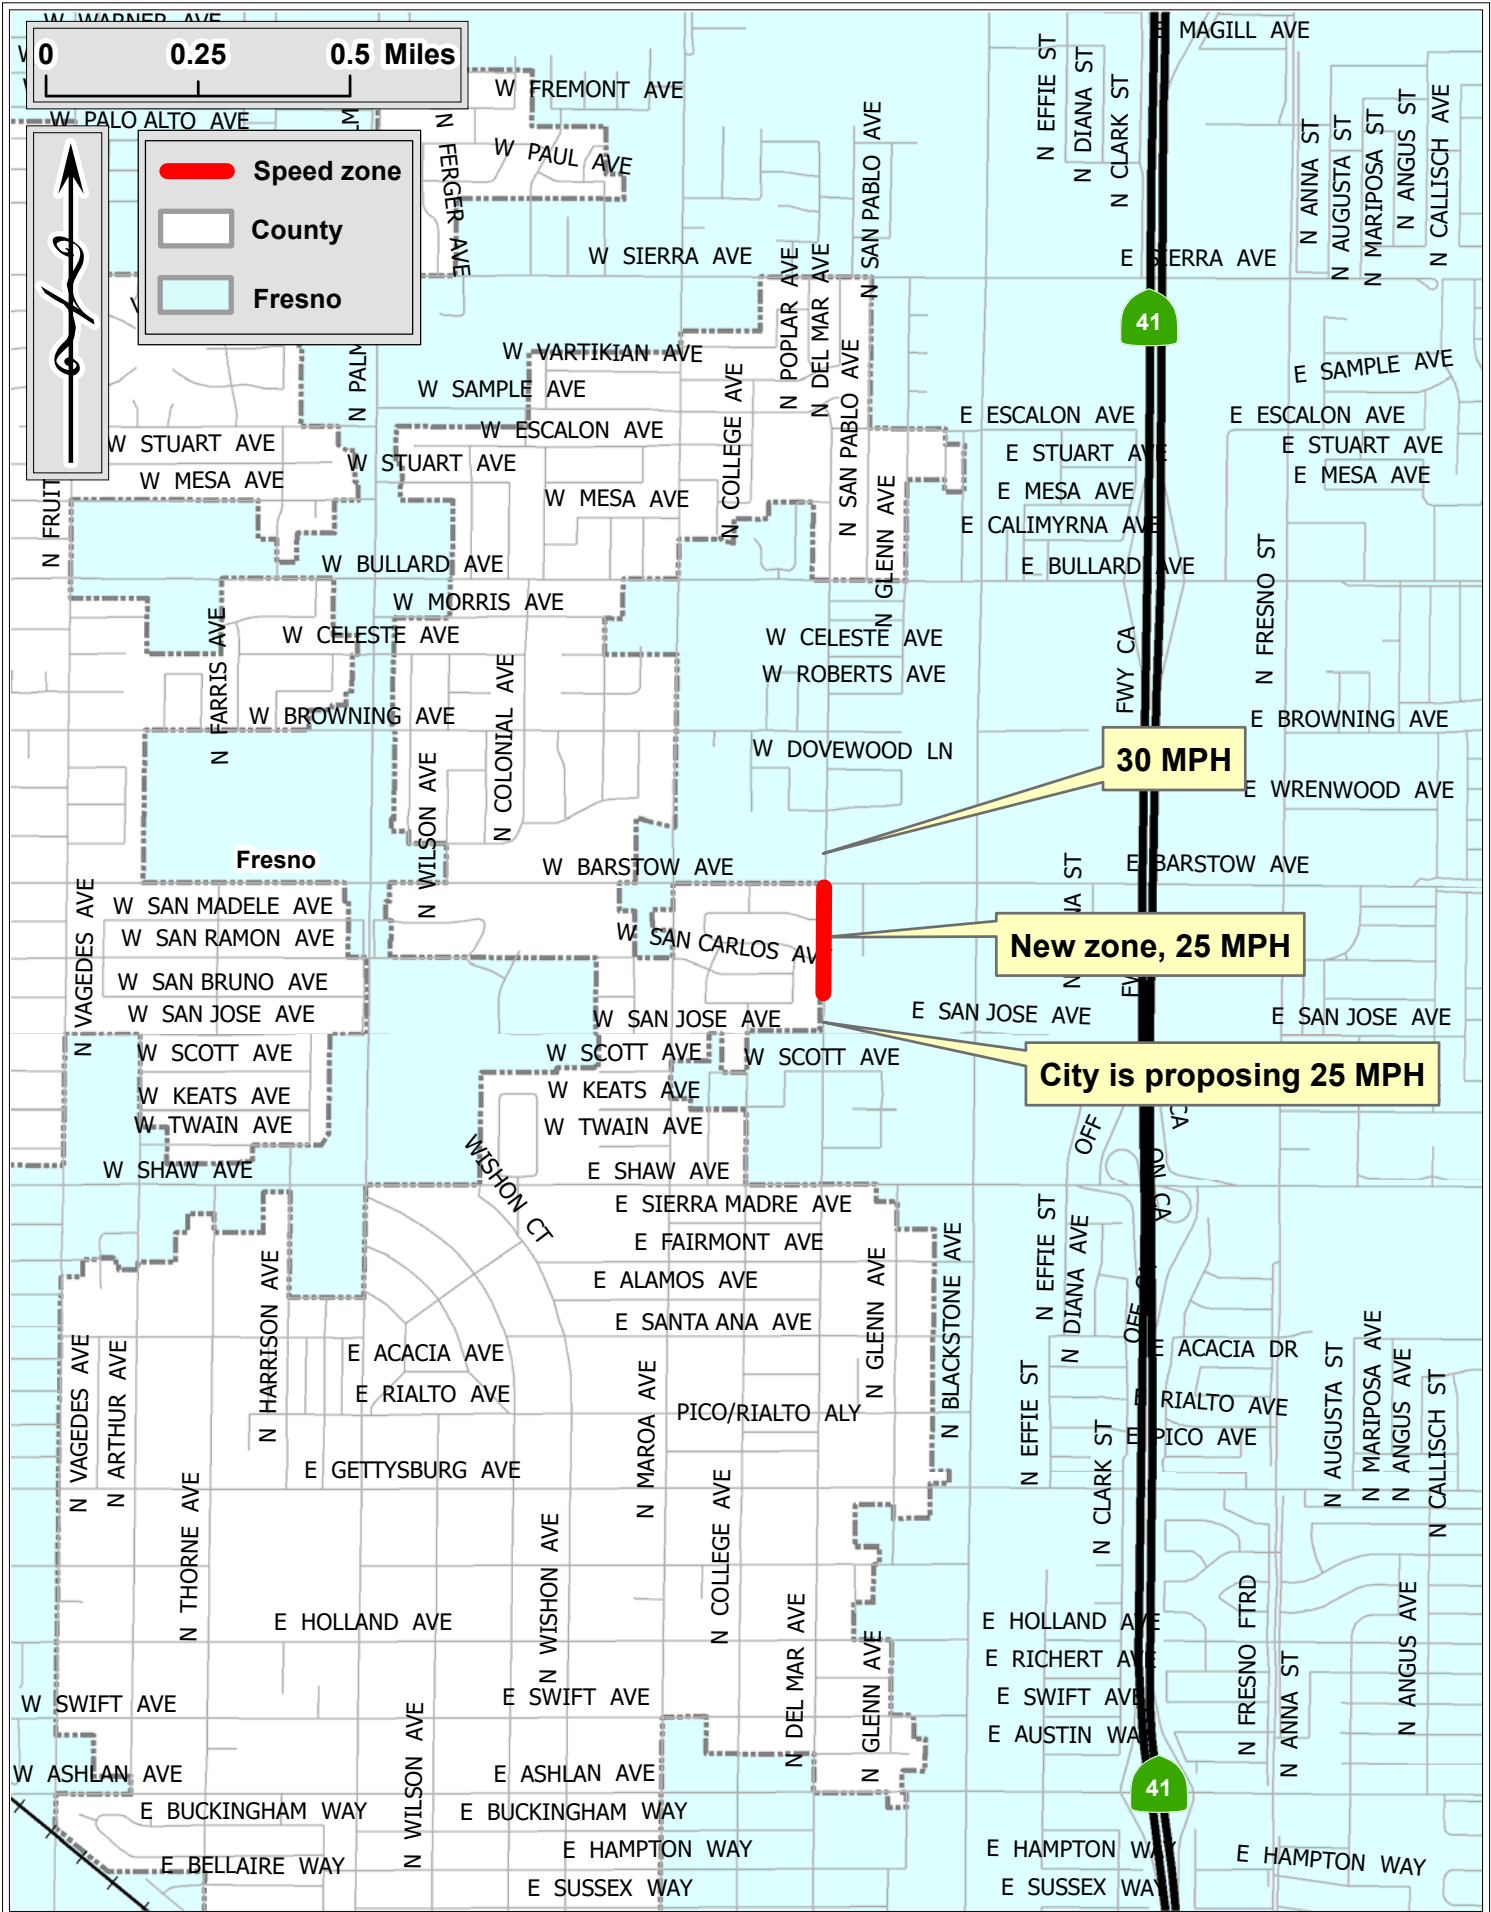 W WARNER AVE
0 0.25 0.5 Miles
W PALO ALTO AVE
Speed zone
County
Fresno
W FREMONT AVE
W PAUL AVE
N FERGER AVE
W SIERRA AVE
N SAN PABLO AVE
N EFFIE ST
N DIANA ST
N CLARK ST
E MAGILL AVE
N ANNA ST
N AUGUSTA ST
N MARIPOSA ST
N ANGUS ST
N CALLISCH AVE
E SIERRA AVE
41
N POPLAR AVE
N DEL MAR AVE
N SAN PABLO AVE
N PALM
W VARTIKIAN AVE
W SAMPLE AVE
W ESCALON AVE
W STUART AVE
W STUART AVE
W MESA AVE
W MESA AVE
N COLLEGE AVE
N GLENN AVE
E ESCALON AVE
E STUART AVE
E MESA AVE
E CALIMYRNA AVE
E BULLARD AVE
E SAMPLE AVE
E ESCALON AVE
E STUART AVE
E MESA AVE
N FRUIT
W BULLARD AVE
W MORRIS AVE
W CELESTE AVE
W BROWNING AVE
N FARRIS AVE
N WILSON AVE
N COLONIAL AVE
W CELESTE AVE
W ROBERTS AVE
W DOVEWOOD LN
FWY CA
N FRESNO ST
E BROWNING AVE
E WRENWOOD AVE
30 MPH
Fresno
W BARSTOW AVE
E BARSTOW AVE
N VAGEDES AVE
W SAN MADELE AVE
W SAN RAMON AVE
W SAN BRUNO AVE
W SAN JOSE AVE
W SCOTT AVE
W KEATS AVE
W TWAIN AVE
W SHAW AVE
W SAN CARLOS AV
New zone, 25 MPH
W SAN JOSE AVE
E SAN JOSE AVE
E SAN JOSE AVE
W SCOTT AVE
W SCOTT AVE
City is proposing 25 MPH
W KEATS AVE
W TWAIN AVE
E SHAW AVE
WISHON CT
OFF
CA
ON CA
E SIERRA MADRE AVE
E FAIRMONT AVE
E ALAMOS AVE
E SANTA ANA AVE
N HARRISON AVE
N GLENN AVE
N BLACKSTONE AVE
N EFFIE ST
N DIANA AVE
N VAGEDES AVE
N ARTHUR AVE
E ACACIA AVE
E RIALTO AVE
N MAROA AVE
PICO/RIALTO ALY
E GETTYSBURG AVE
N EFFIE ST
N CLARK ST
E ACACIA DR
E RIALTO AVE
E PICO AVE
N AUGUSTA ST
N MARIPOSA AVE
N ANGUS AVE
N CALLISCH ST
N THORNE AVE
N WISHON AVE
N COLLEGE AVE
E HOLLAND AVE
N DEL MAR AVE
N GLENN AVE
E HOLLAND AVE
E RICHERT AVE
E SWIFT AVE
E AUSTIN WAY
N FRESNO FTRD
N ANNA ST
N ANGUS AVE
W SWIFT AVE
E SWIFT AVE
N WILSON AVE
W ASHLAN AVE
E ASHLAN AVE
41
E BUCKINGHAM WAY
E BUCKINGHAM WAY
E HAMPTON WAY
E HAMPTON WAY
E HAMPTON WAY
E BELLAIRE WAY
E SUSSEX WAY
E SUSSEX WAY